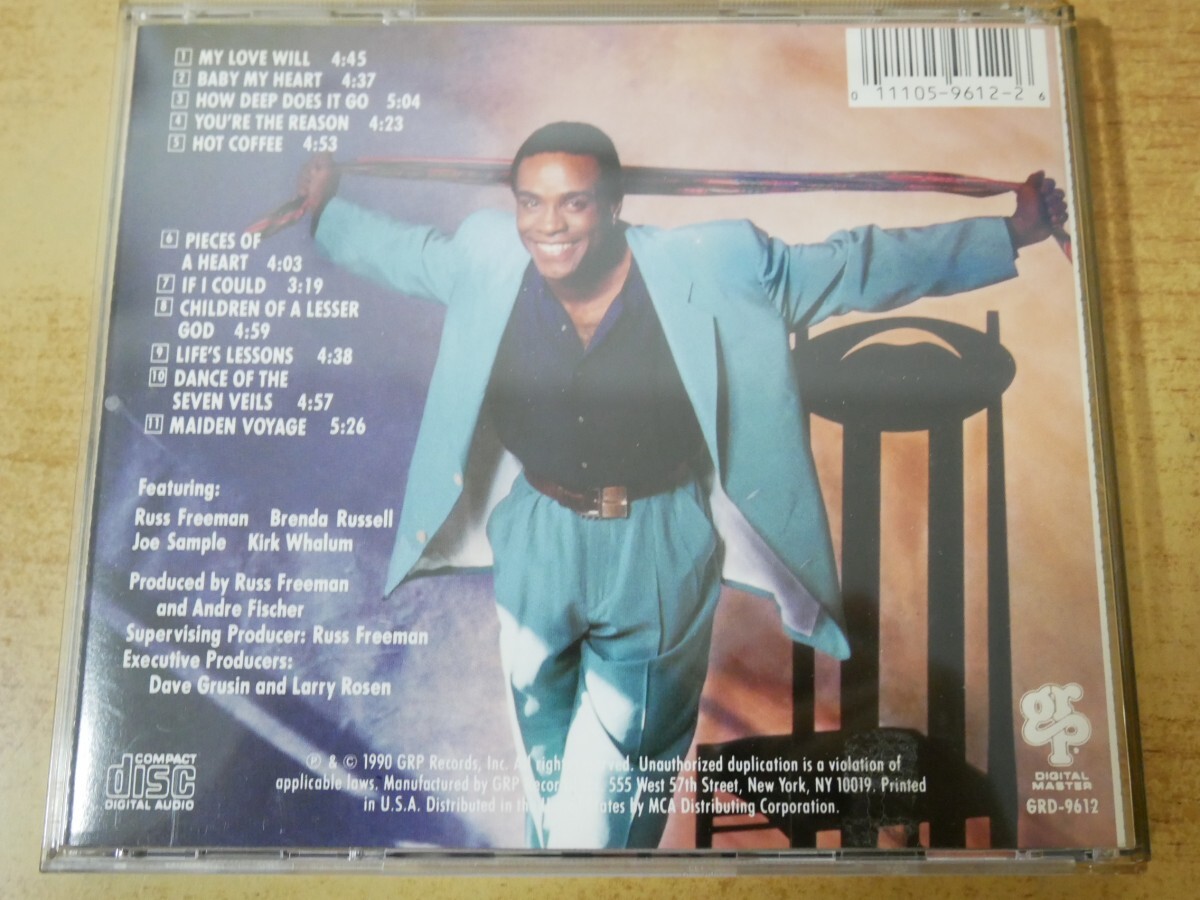 1 MY LOVE WILL 4:45
2 BABY MY HEART 4:37
3 HOW DEEP DOES IT GO 5:04
4 YOU'RE THE REASON 4:23
5 HOT COFFEE 4:53
6 PIECES OF
A HEART 4:03
7 IF I COULD 3:19
8 CHILDREN OF A LESSER
GOD 4:59
9 LIFE'S LESSONS 4:38
10 DANCE OF THE
SEVEN VEILS 4:57
11 MAIDEN VOYAGE 5:26
Featuring:
Russ Freeman Brenda Russell
Joe Sample Kirk Whalum
Produced by Russ Freeman
and Andre Fischer
Supervising Producer: Russ Freeman
Executive Producers:
Dave Grusin and Larry Rosen
0 11105-9612-2 6
COMPACT
disc
DIGITAL AUDIO
℗ & © 1990 GRP Records, Inc. All rights reserved. Unauthorized duplication is a violation of
applicable laws. Manufactured by GRP 555 West 57th Street, New York, NY 10019. Printed
in U.S.A. Distributed in the by MCA Distributing Corporation.
grp
DIGITAL
MASTER
GRD-9612